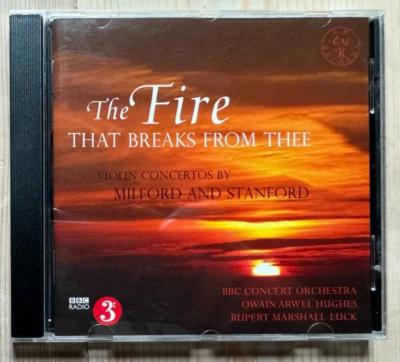 EMR
The Fire
THAT BREAKS FROM THEE
VIOLIN CONCERTOS BY
MILFORD AND STANFORD
BBC CONCERT ORCHESTRA
OWAIN ARWEL HUGHES
RUPERT MARSHALL-LUCK
BBC
RADIO
3